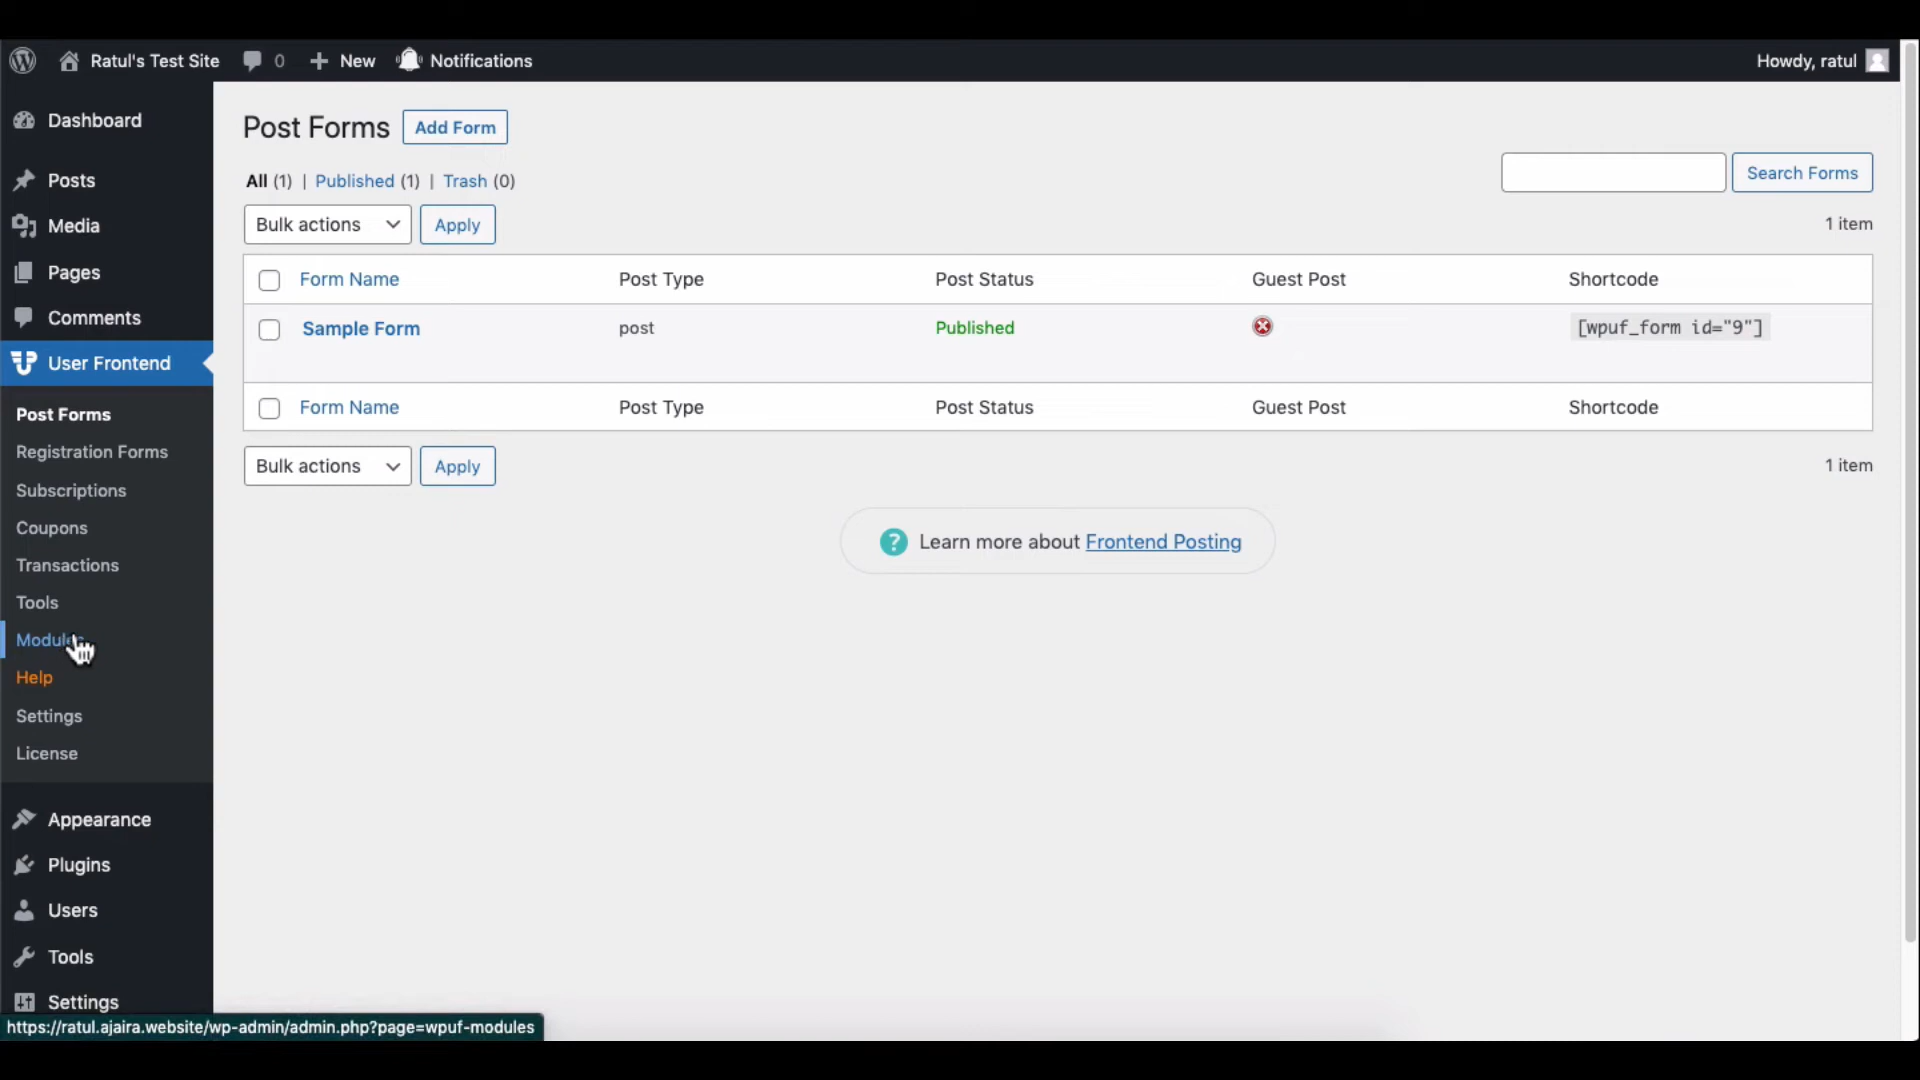 Ratul's Test Site 0 New Notifications Howdy, ratul
Dashboard
Posts
Media
Pages
Comments
User Frontend
Post Forms
Registration Forms
Subscriptions
Coupons
Transactions
Tools
Modules
Help
Settings
License
Appearance
Plugins
Users
Tools
Settings
Post Forms Add Form
All (1) | Published (1) | Trash (0)
Search Forms
Bulk actions Apply 1 item
Form Name Post Type Post Status Guest Post Shortcode
Sample Form post Published [wpuf_form id="9"]
Form Name Post Type Post Status Guest Post Shortcode
Bulk actions Apply 1 item
? Learn more about Frontend Posting
https://ratul.ajaira.website/wp-admin/admin.php?page=wpuf-modules